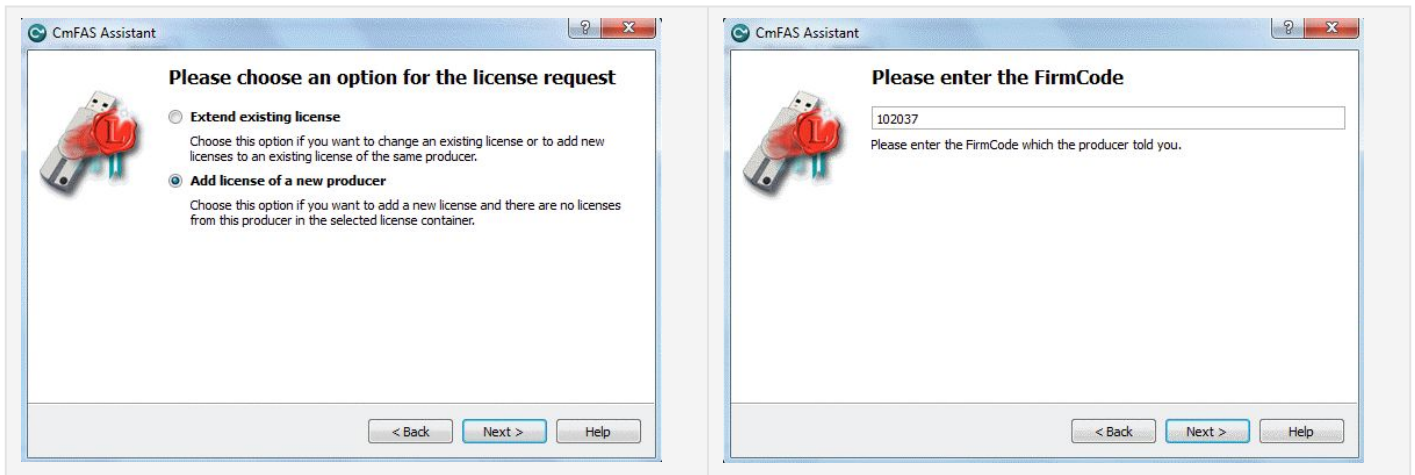 CmFAS Assistant
Please choose an option for the license request
Extend existing license
Choose this option if you want to change an existing license or to add new
licenses to an existing license of the same producer.
Add license of a new producer
Choose this option if you want to add a new license and there are no licenses
from this producer in the selected license container.
< Back Next > Help
CmFAS Assistant
Please enter the FirmCode
102037
Please enter the FirmCode which the producer told you.
< Back Next > Help